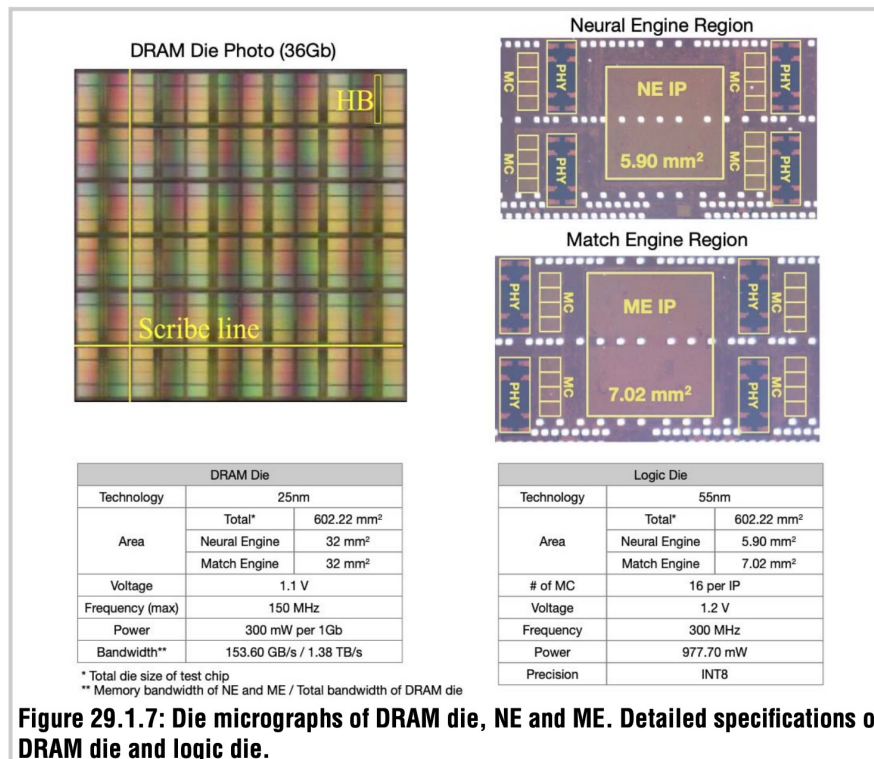 DRAM Die Photo (36Gb)
HB
Scribe line
Neural Engine Region
MC
PHY
NE IP
MC
PHY
MC
PHY
5.90 mm²
MC
PHY
Match Engine Region
PHY
MC
ME IP
PHY
MC
PHY
MC
7.02 mm²
PHY
MC
DRAM Die
Technology 25nm
Area Total* 602.22 mm²
Neural Engine 32 mm²
Match Engine 32 mm²
Voltage 1.1 V
Frequency (max) 150 MHz
Power 300 mW per 1Gb
Bandwidth** 153.60 GB/s / 1.38 TB/s
* Total die size of test chip
** Memory bandwidth of NE and ME / Total bandwidth of DRAM die
Logic Die
Technology 55nm
Area Total* 602.22 mm²
Neural Engine 5.90 mm²
Match Engine 7.02 mm²
# of MC 16 per IP
Voltage 1.2 V
Frequency 300 MHz
Power 977.70 mW
Precision INT8
Figure 29.1.7: Die micrographs of DRAM die, NE and ME. Detailed specifications o
DRAM die and logic die.